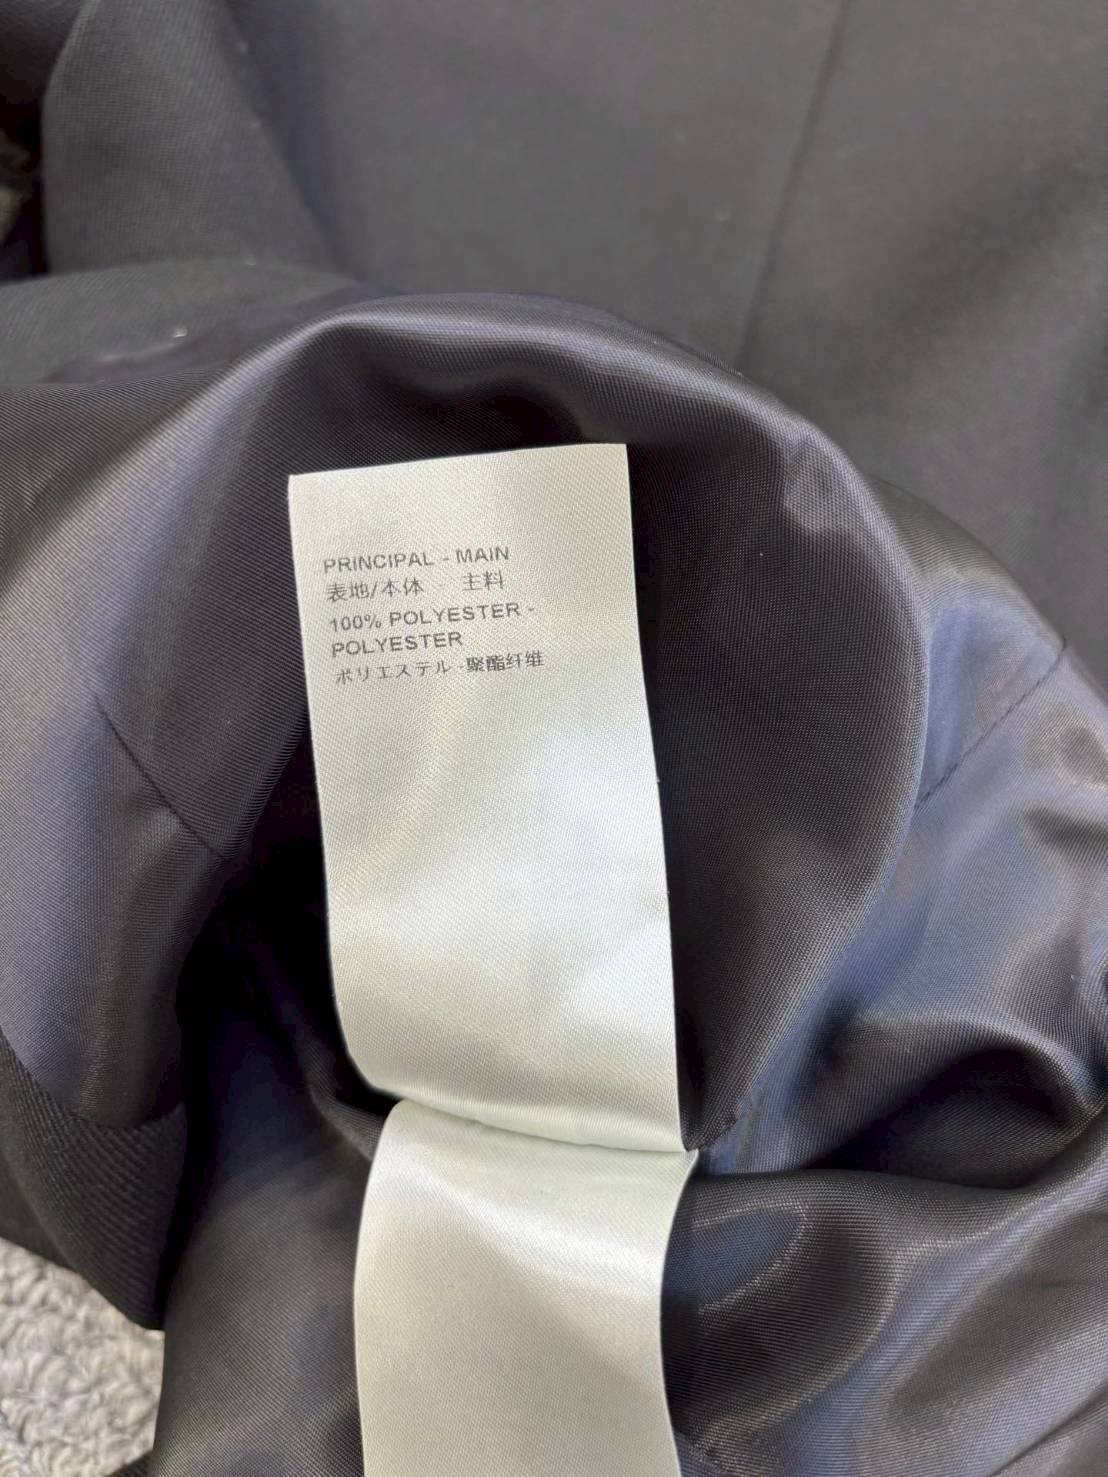 PRINCIPAL - MAIN
表地/本体 - 主料
100% POLYESTER -
POLYESTER
ポリエステル -聚酯纤维